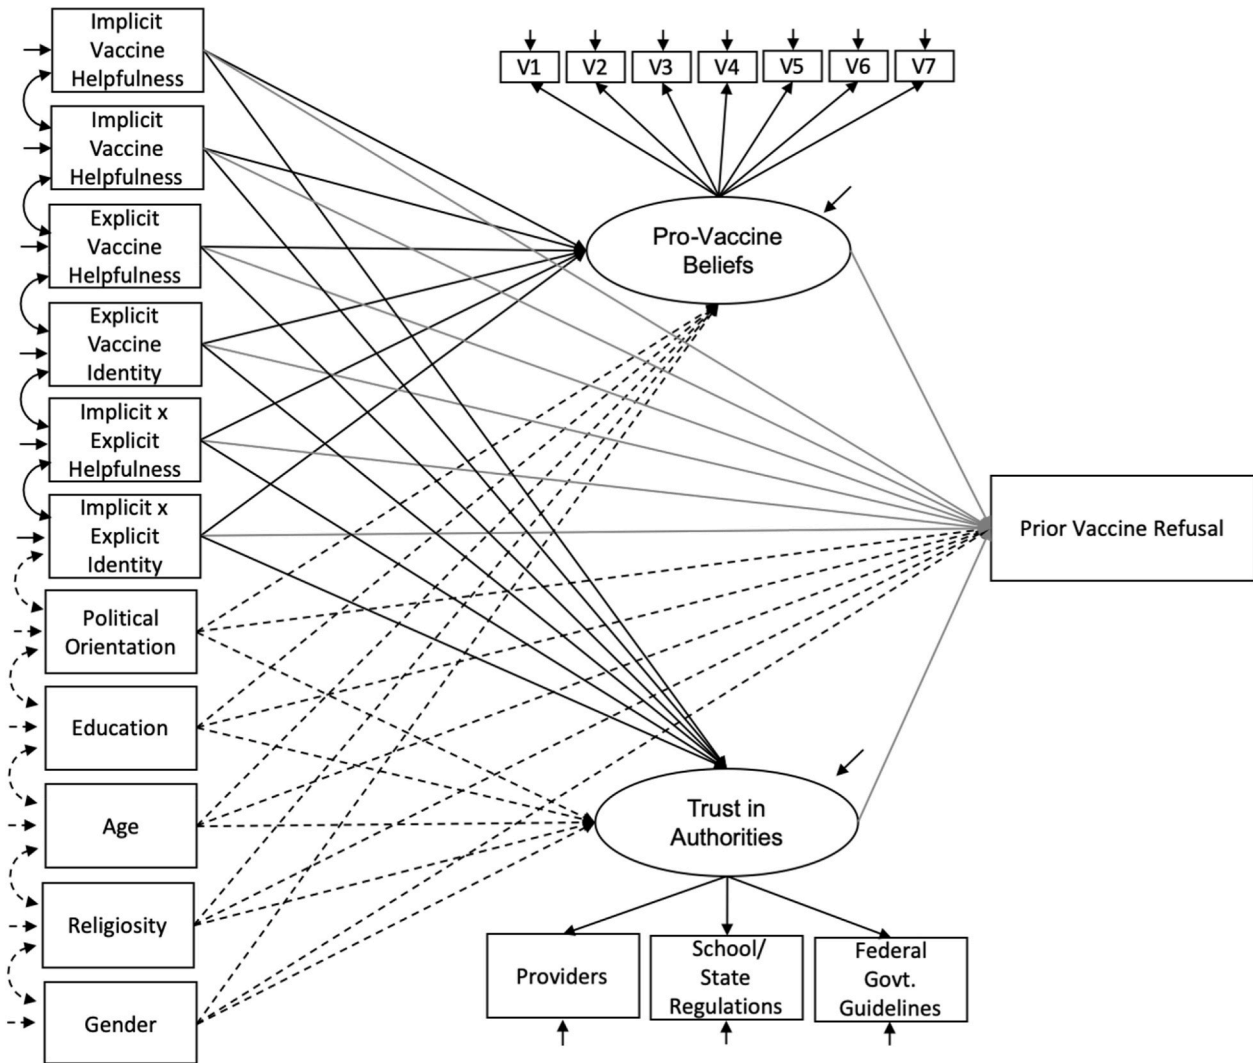 Implicit
Vaccine
Helpfulness
Implicit
Vaccine
Helpfulness
Explicit
Vaccine
Helpfulness
Explicit
Vaccine
Identity
Implicit x
Explicit
Helpfulness
Implicit x
Explicit
Identity
Political
Orientation
Education
Age
Religiosity
Gender
V1
V2
V3
V4
V5
V6
V7
Pro-Vaccine
Beliefs
Trust in
Authorities
Providers
School/
State
Regulations
Federal
Govt.
Guidelines
Prior Vaccine Refusal